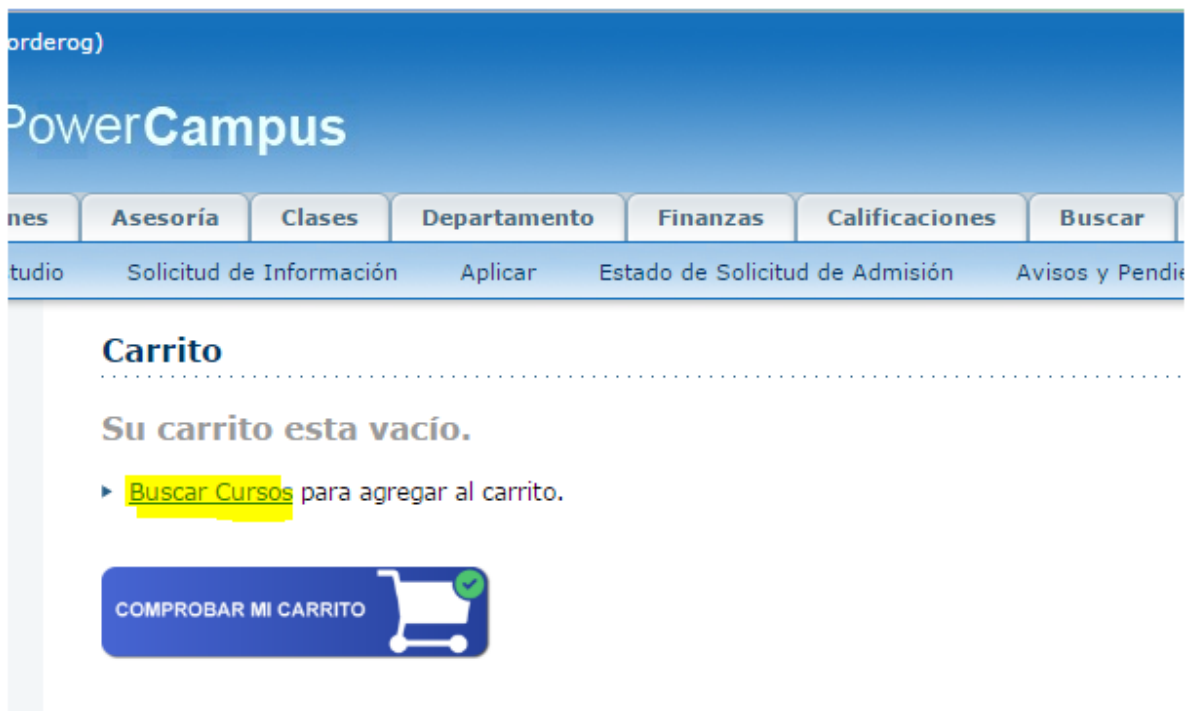 orderog)
PowerCampus
nes Asesoría Clases Departamento Finanzas Calificaciones Buscar
tudio Solicitud de Información Aplicar Estado de Solicitud de Admisión Avisos y Pendie
Carrito
Su carrito esta vacío.
Buscar Cursos para agregar al carrito.
COMPROBAR MI CARRITO